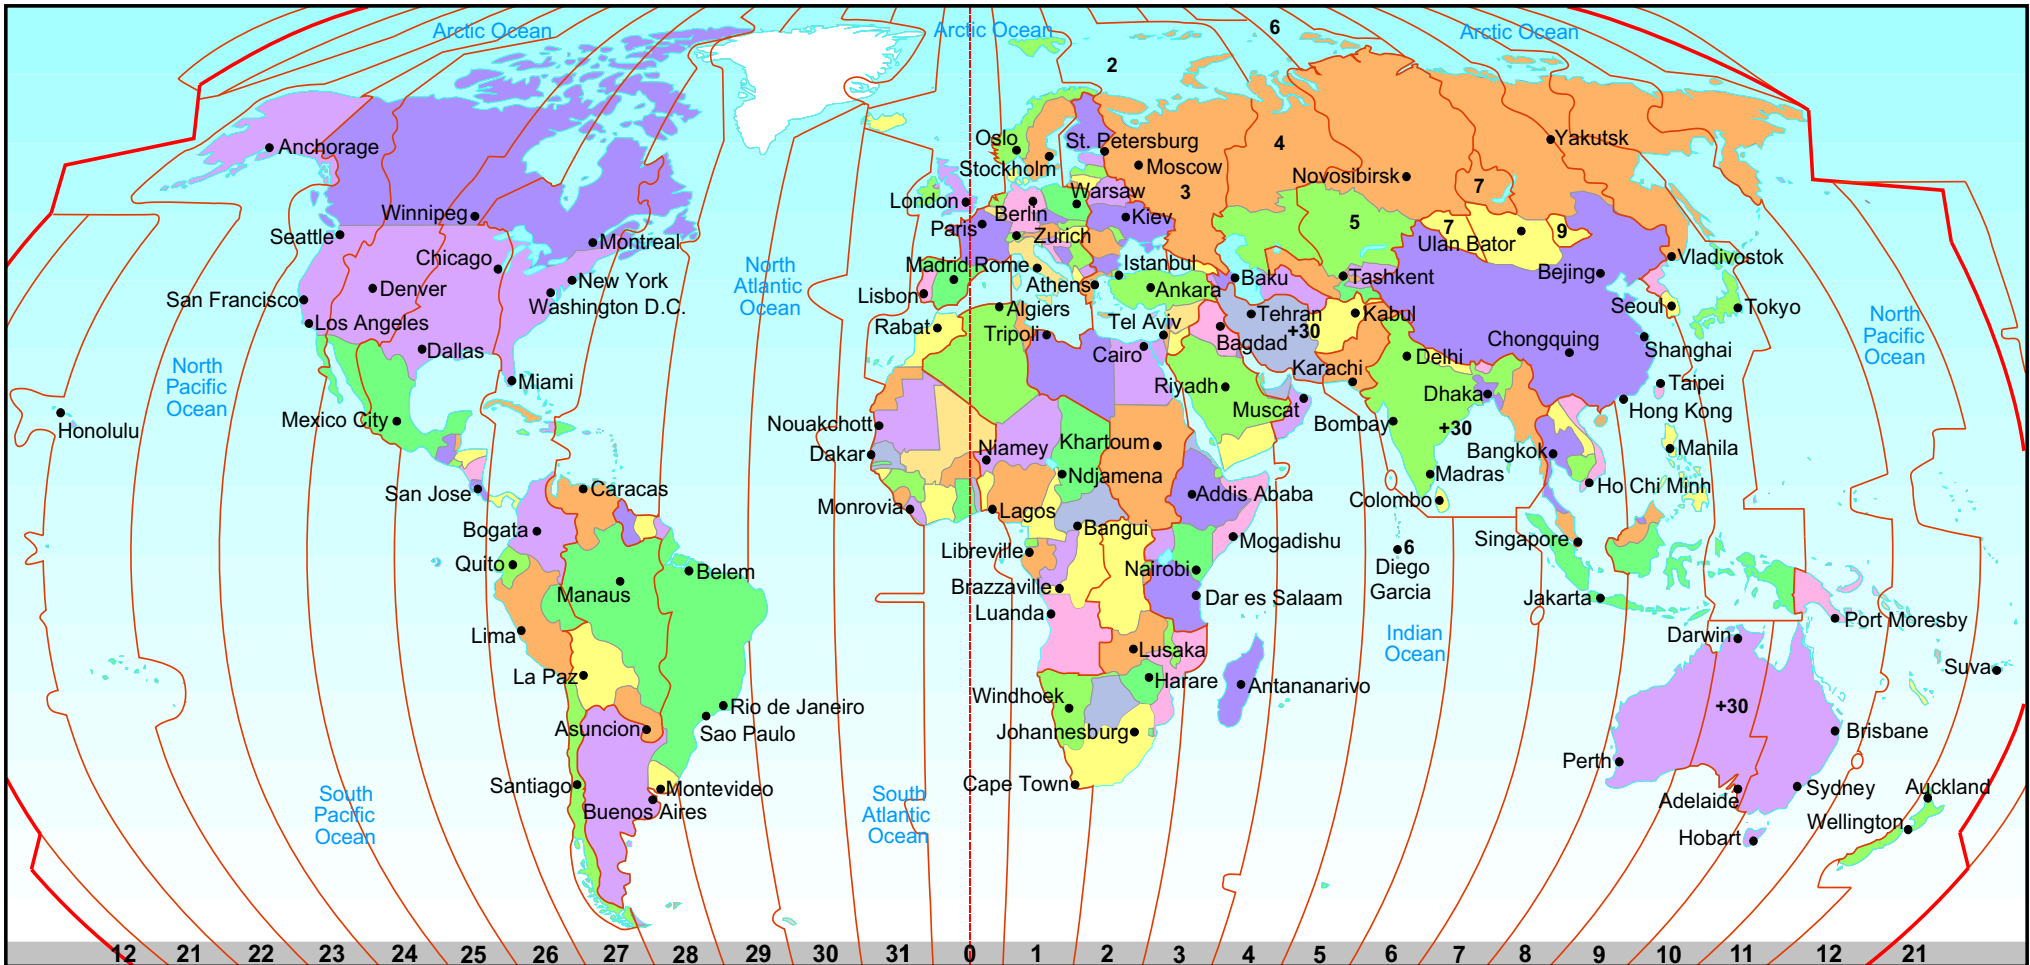 Arctic Ocean
Arctic Ocean
6
Arctic Ocean
2
Anchorage
Oslo
St. Petersburg
4
Yakutsk
Stockholm
Moscow
Novosibirsk
7
Warsaw
3
London
Berlin
Winnipeg
Kiev
5
7
9
Paris
Zurich
Seattle
Montreal
Ulan Bator
Chicago
Madrid
Rome
Istanbul
Vladivostok
North
Atlantic
Ocean
New York
Denver
Athens
Ankara
Baku
Tashkent
Bejing
Lisbon
San Francisco
Washington D.C.
Algiers
Tehran
Kabul
Seoul
Tokyo
North
Pacific
Ocean
Los Angeles
Rabat
Tripoli
Tel Aviv
+30
Bagdad
Chongquing
Dallas
Cairo
Delhi
Shanghai
North
Pacific
Ocean
Miami
Riyadh
Karachi
Taipei
Muscat
Dhaka
Hong Kong
Honolulu
Mexico City
Nouakchott
Bombay
+30
Dakar
Niamey
Khartoum
Bangkok
Manila
Ndjamena
Madras
San Jose
Caracas
Addis Ababa
Colombo
Ho Chi Minh
Monrovia
Lagos
Bogata
Bangui
Mogadishu
Singapore
Quito
Belem
Libreville
6
Diego
Garcia
Manaus
Nairobi
Brazzaville
Dar es Salaam
Jakarta
Luanda
Port Moresby
Lima
Indian
Ocean
Darwin
Lusaka
La Paz
Harare
Antananarivo
Suva
Windhoek
Rio de Janeiro
+30
Asuncion
Sao Paulo
Johannesburg
Brisbane
Perth
Santiago
Montevideo
Cape Town
Sydney
Auckland
Adelaide
South
Pacific
Ocean
Buenos Aires
South
Atlantic
Ocean
Wellington
Hobart
12 21 22 23 24 25 26 27 28 29 30 31 0 1 2 3 4 5 6 7 8 9 10 11 12 21